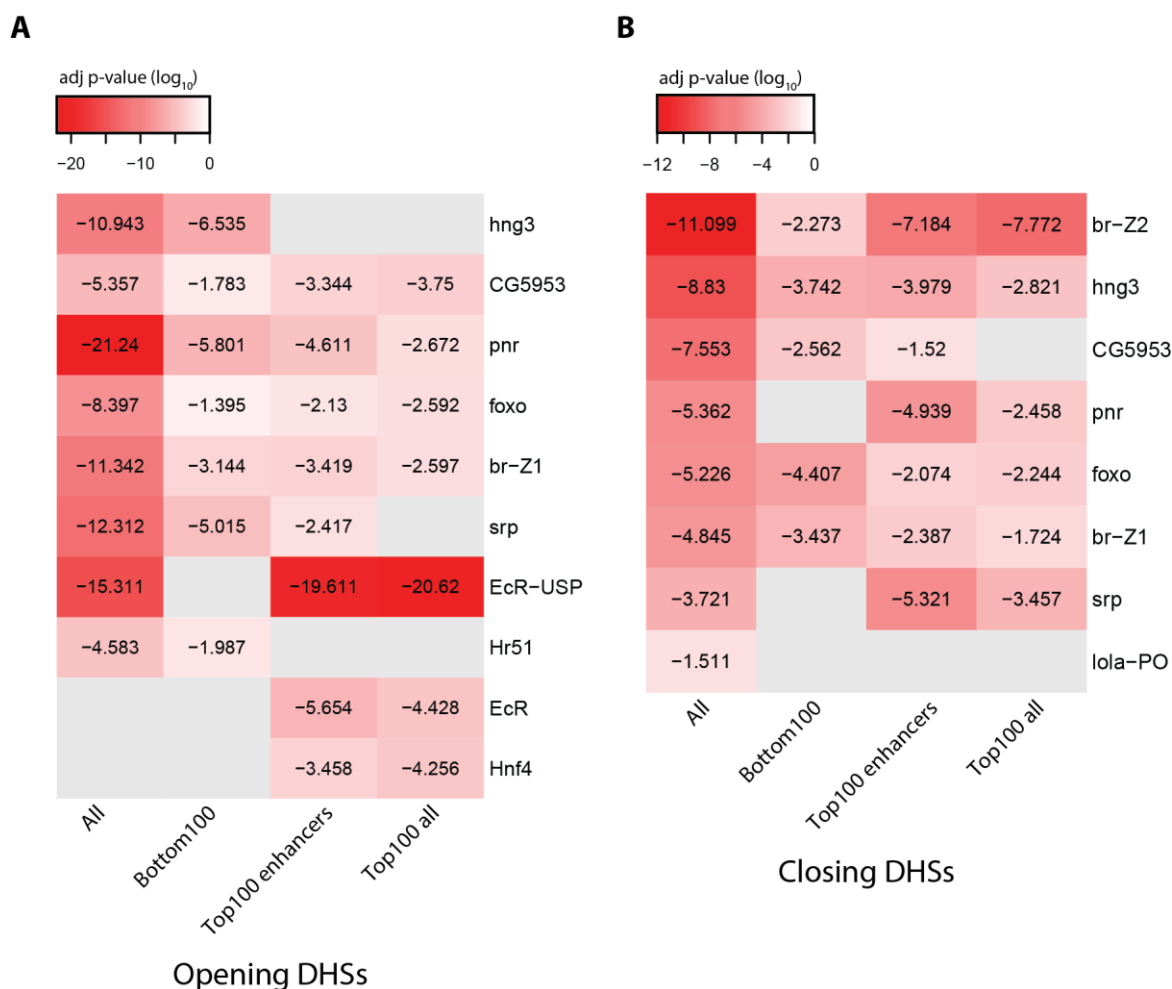 A
adj p-value (log10)
−20 −10 0
−10.943 −6.535 hng3
−5.357 −1.783 −3.344 −3.75 CG5953
−21.24 −5.801 −4.611 −2.672 pnr
−8.397 −1.395 −2.13 −2.592 foxo
−11.342 −3.144 −3.419 −2.597 br−Z1
−12.312 −5.015 −2.417 srp
−15.311 −19.611 −20.62 EcR−USP
−4.583 −1.987 Hr51
−5.654 −4.428 EcR
−3.458 −4.256 Hnf4
All
Bottom100
Top100 enhancers
Top100 all
Opening DHSs
B
adj p-value (log10)
−12 −8 −4 0
−11.099 −2.273 −7.184 −7.772 br−Z2
−8.83 −3.742 −3.979 −2.821 hng3
−7.553 −2.562 −1.52 CG5953
−5.362 −4.939 −2.458 pnr
−5.226 −4.407 −2.074 −2.244 foxo
−4.845 −3.437 −2.387 −1.724 br−Z1
−3.721 −5.321 −3.457 srp
−1.511 lola−PO
All
Bottom100
Top100 enhancers
Top100 all
Closing DHSs